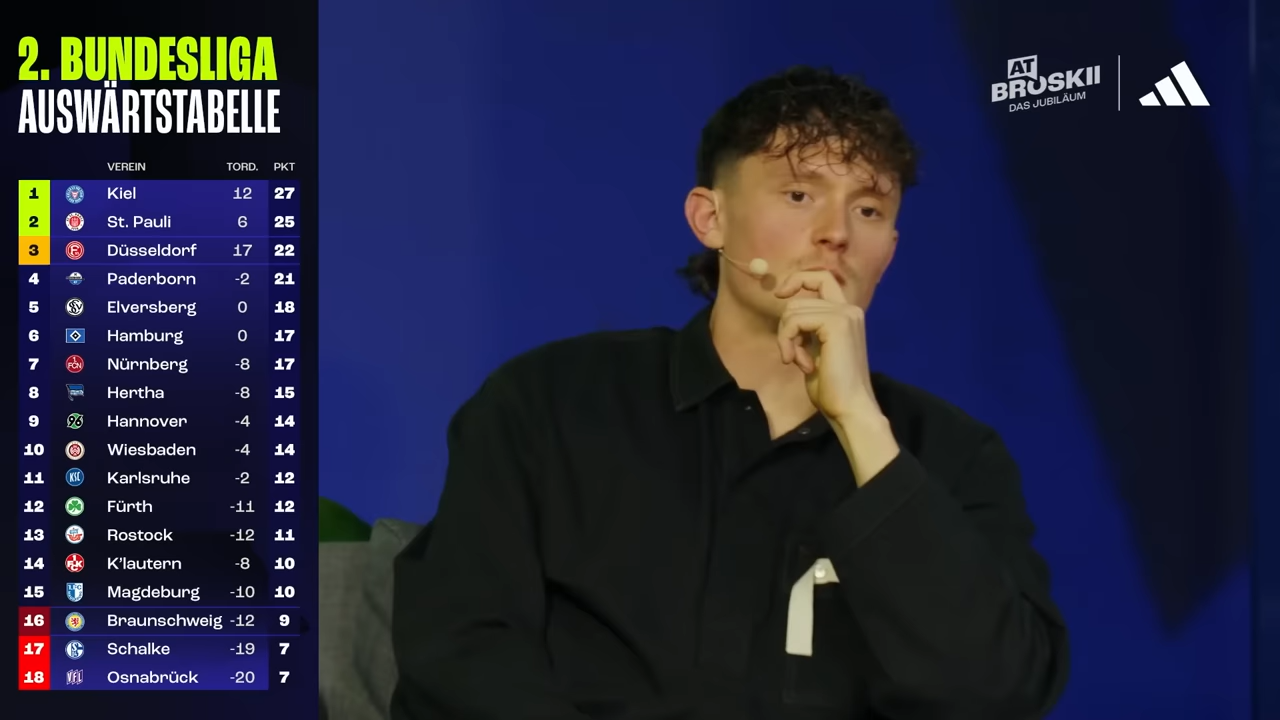 2. BUNDESLIGA
AUSWÄRTSTABELLE
VEREIN TORD. PKT
1 Kiel 12 27
2 St. Pauli 6 25
3 Düsseldorf 17 22
4 Paderborn -2 21
5 Elversberg 0 18
6 Hamburg 0 17
7 Nürnberg -8 17
8 Hertha -8 15
9 Hannover -4 14
10 Wiesbaden -4 14
11 Karlsruhe -2 12
12 Fürth -11 12
13 Rostock -12 11
14 K'lautern -8 10
15 Magdeburg -10 10
16 Braunschweig -12 9
17 Schalke -19 7
18 Osnabrück -20 7
AT
BROSKII
DAS JUBILÄUM